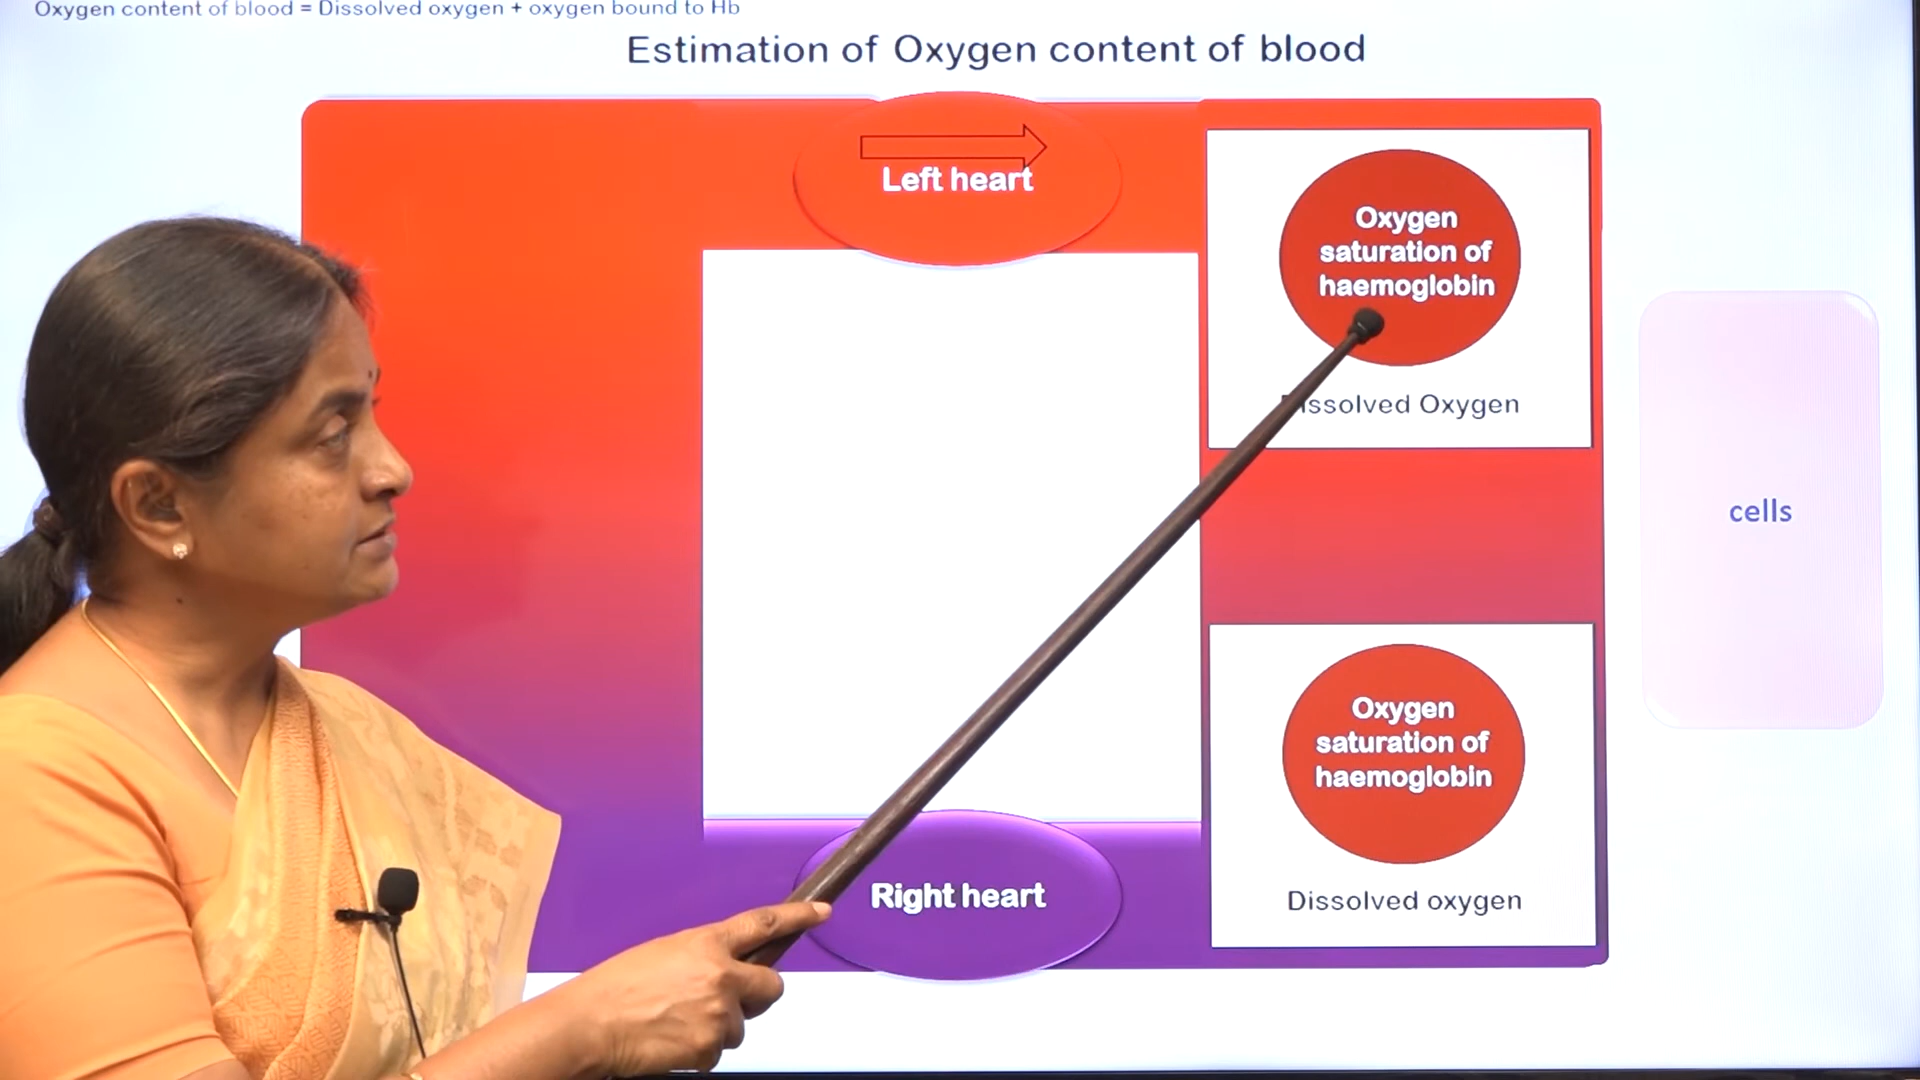 Oxygen content of blood = Dissolved oxygen + oxygen bound to Hb
Estimation of Oxygen content of blood
Left heart
Oxygen
saturation of
haemoglobin
Dissolved Oxygen
cells
Oxygen
saturation of
haemoglobin
Dissolved oxygen
Right heart